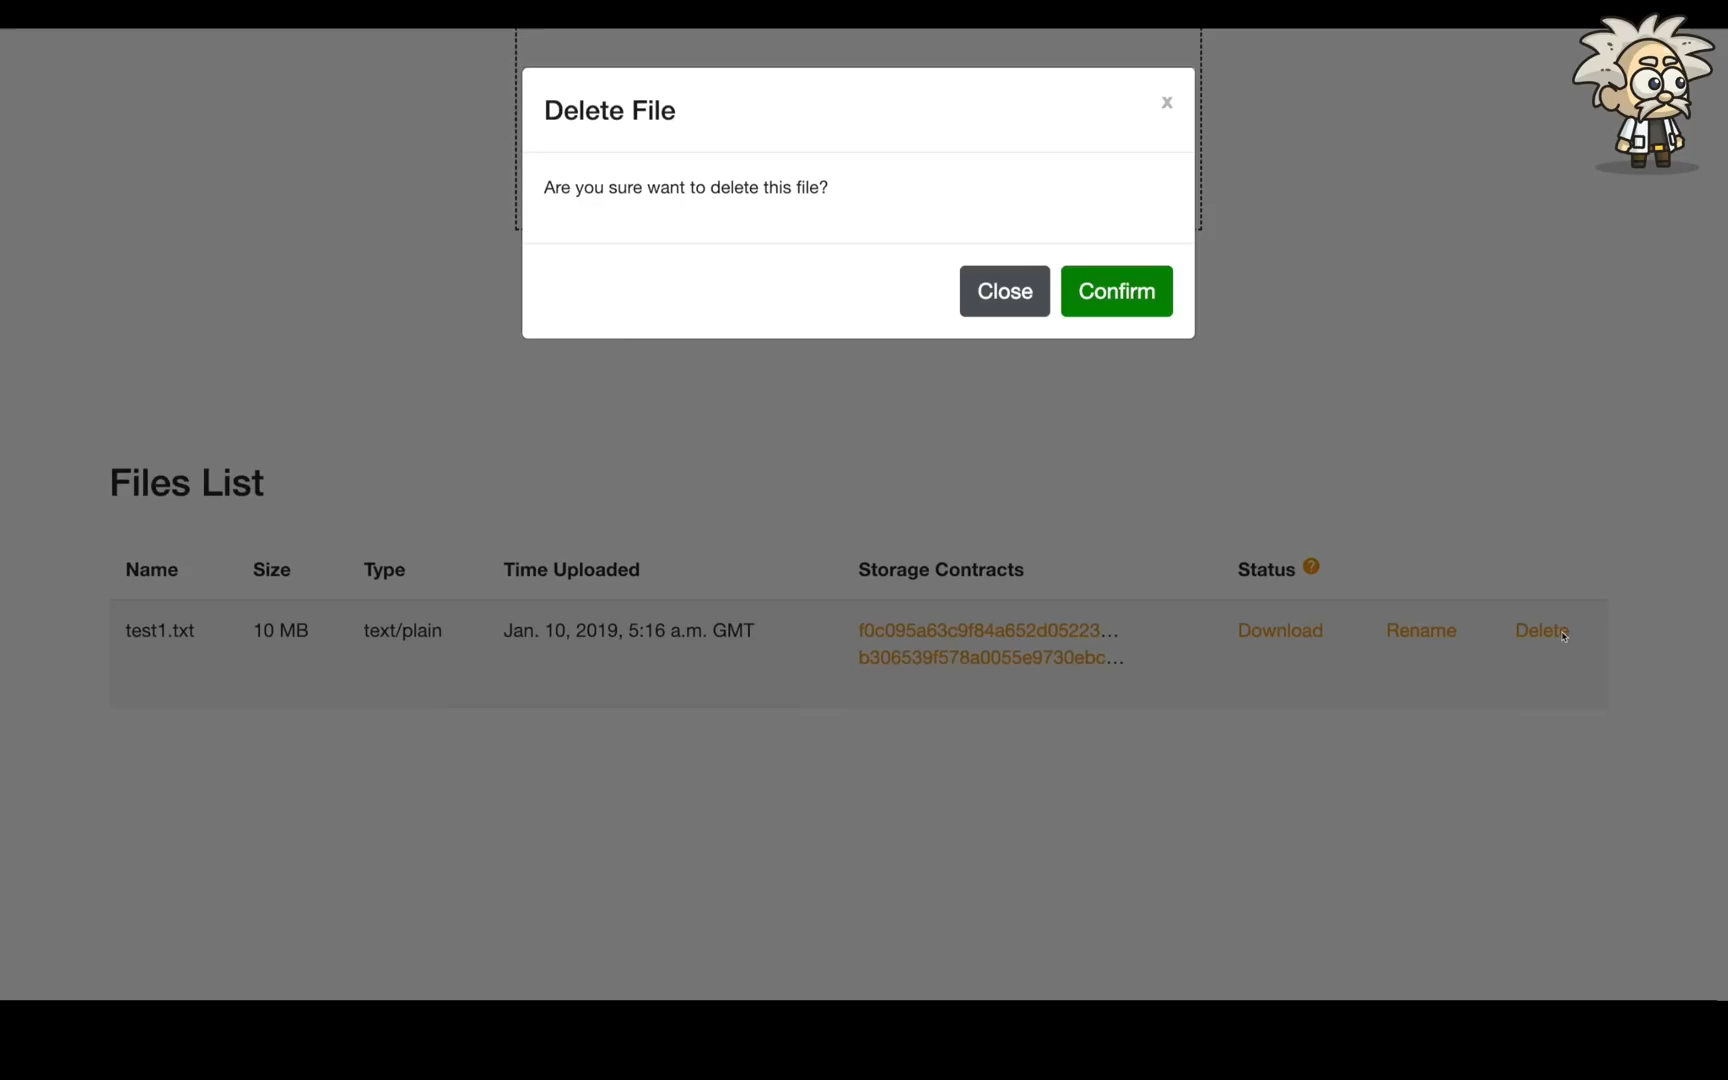 Delete File
x
Are you sure want to delete this file?
Close Confirm
Files List
Name Size Type Time Uploaded Storage Contracts Status ?
test1.txt 10 MB text/plain Jan. 10, 2019, 5:16 a.m. GMT f0c095a63c9f84a652d05223... Download Rename Delete
b306539f578a0055e9730ebc...